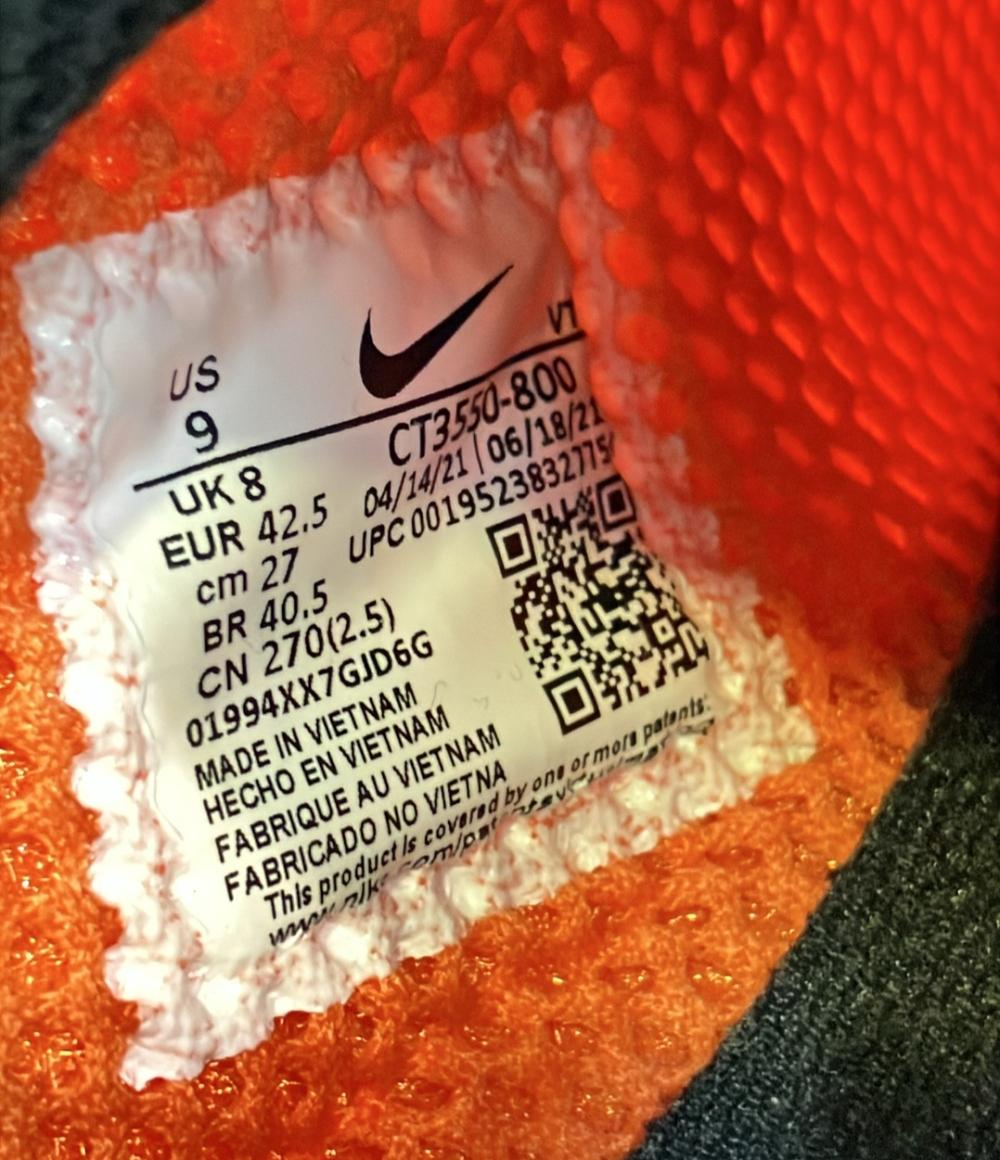 VT
US
9
CT3550-800
UK 8
04/14/21 | 06/18/21
EUR 42.5
UPC 00195238327754
cm 27
BR 40.5
CN 270(2.5)
01994XX7GJD6G
MADE IN VIETNAM
HECHO EN VIETNAM
FABRIQUE AU VIETNAM
FABRICADO NO VIETNA
This product is covered by one or more patents: